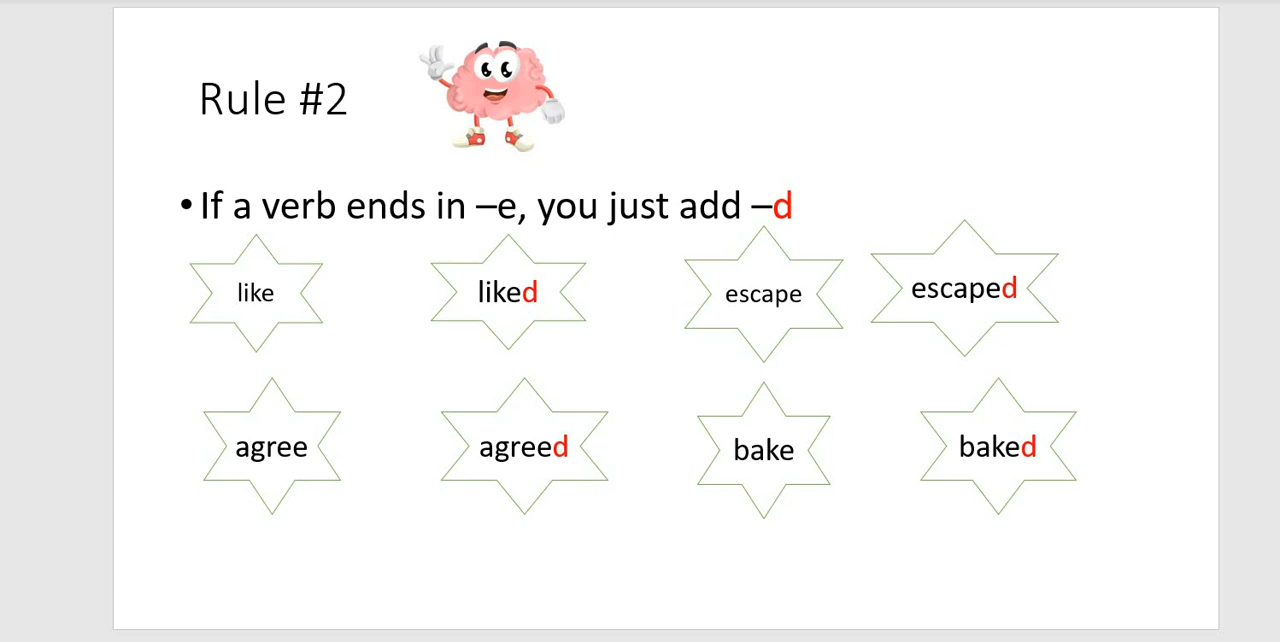 Rule #2
• If a verb ends in –e, you just add –d
like liked escape escaped
agree agreed bake baked